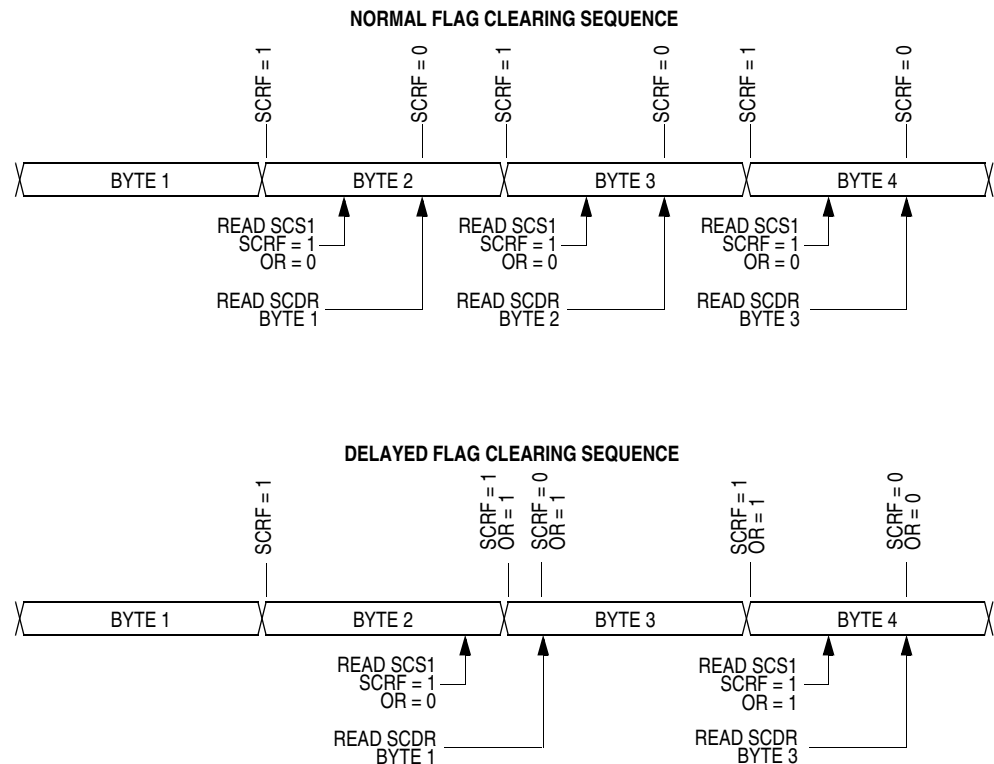 NORMAL FLAG CLEARING SEQUENCE
SCRF = 1
SCRF = 0
SCRF = 1
SCRF = 0
SCRF = 1
SCRF = 0
BYTE 1
BYTE 2
BYTE 3
BYTE 4
READ SCS1
SCRF = 1
OR = 0
READ SCS1
SCRF = 1
OR = 0
READ SCS1
SCRF = 1
OR = 0
READ SCDR
BYTE 1
READ SCDR
BYTE 2
READ SCDR
BYTE 3
DELAYED FLAG CLEARING SEQUENCE
SCRF = 1
SCRF = 1
OR = 1
SCRF = 0
OR = 1
SCRF = 1
OR = 1
SCRF = 0
OR = 0
BYTE 1
BYTE 2
BYTE 3
BYTE 4
READ SCS1
SCRF = 1
OR = 0
READ SCS1
SCRF = 1
OR = 1
READ SCDR
BYTE 1
READ SCDR
BYTE 3